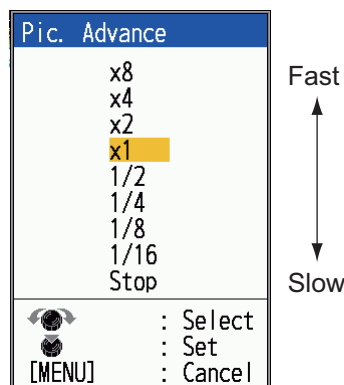 Pic. Advance
x8
x4
x2
x1
1/2
1/4
1/8
1/16
Stop
: Select
: Set
[MENU] : Cancel
Fast
Slow